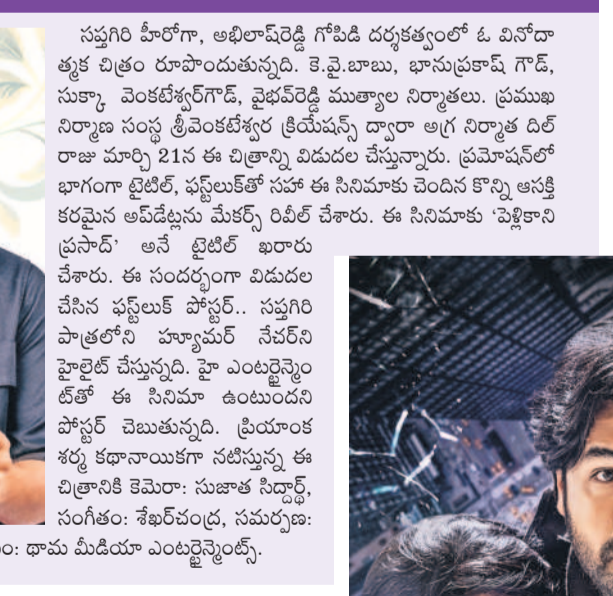 సప్తగిరి హీరోగా, అభిలాష్‌రెడ్డి గోపిడి దర్శకత్వంలో ఓ వినోదా
త్మక చిత్రం రూపొందుతున్నది. కె.వై.బాబు, భానుప్రకాష్ గౌడ్,
సుక్కా వెంకటేశ్వర్‌గౌడ్, వైభవ్‌రెడ్డి ముత్యాల నిర్మాతలు. ప్రముఖ
నిర్మాణ సంస్థ శ్రీవెంకటేశ్వర క్రియేషన్స్ ద్వారా అగ్ర నిర్మాత దిల్
రాజు మార్చి 21న ఈ చిత్రాన్ని విడుదల చేస్తున్నారు. ప్రమోషన్‌లో
భాగంగా టైటిల్, ఫస్ట్‌లుక్‌తో సహా ఈ సినిమాకు చెందిన కొన్ని ఆసక్తి
కరమైన అప్‌డేట్లను మేకర్స్ రివీల్ చేశారు. ఈ సినిమాకు ‘పెళ్లికాని
ప్రసాద్’ అనే టైటిల్ ఖరారు
చేశారు. ఈ సందర్భంగా విడుదల
చేసిన ఫస్ట్‌లుక్ పోస్టర్.. సప్తగిరి
పాత్రలోని హ్యూమర్ నేచర్‌ని
హైలైట్ చేస్తున్నది. హై ఎంటర్టైన్మెం
ట్‌తో ఈ సినిమా ఉంటుందని
పోస్టర్ చెబుతున్నది. ప్రియాంక
శర్మ కథానాయికగా నటిస్తున్న ఈ
చిత్రానికి కెమెరా: సుజాత సిద్దార్థ్,
సంగీతం: శేఖర్‌చంద్ర, సమర్పణ:
థామ మీడియా ఎంటర్టైన్మెంట్స్.